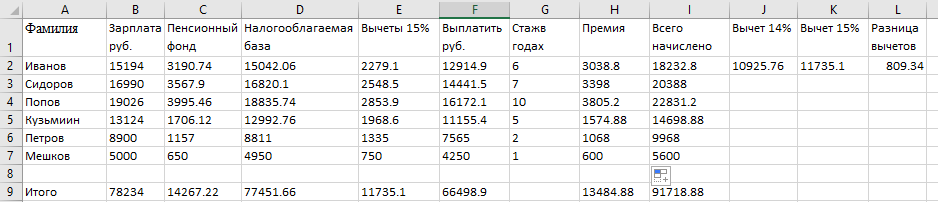 A B C D E F G H I J K L
1 Фамилия Зарплата руб. Пенсионный фонд Налогооблагаемая база Вычеты 15% Выплатить руб. Стажв годах Премия Всего начислено Вычет 14% Вычет 15% Разница вычетов
2 Иванов 15194 3190.74 15042.06 2279.1 12914.9 6 3038.8 18232.8 10925.76 11735.1 809.34
3 Сидоров 16990 3567.9 16820.1 2548.5 14441.5 7 3398 20388
4 Попов 19026 3995.46 18835.74 2853.9 16172.1 10 3805.2 22831.2
5 Кузьмиин 13124 1706.12 12992.76 1968.6 11155.4 5 1574.88 14698.88
6 Петров 8900 1157 8811 1335 7565 2 1068 9968
7 Мешков 5000 650 4950 750 4250 1 600 5600
8
9 Итого 78234 14267.22 77451.66 11735.1 66498.9 13484.88 91718.88